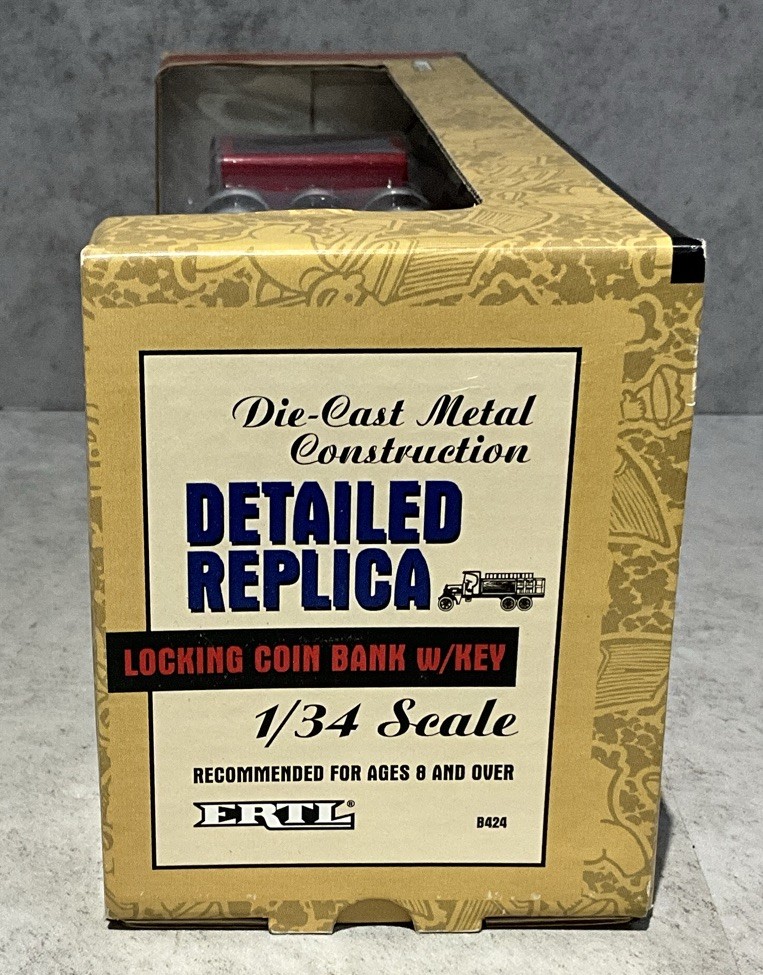 Die-Cast Metal
Construction
DETAILED
REPLICA
LOCKING COIN BANK w/KEY
1/34 Scale
RECOMMENDED FOR AGES 8 AND OVER
ERTL®
B424